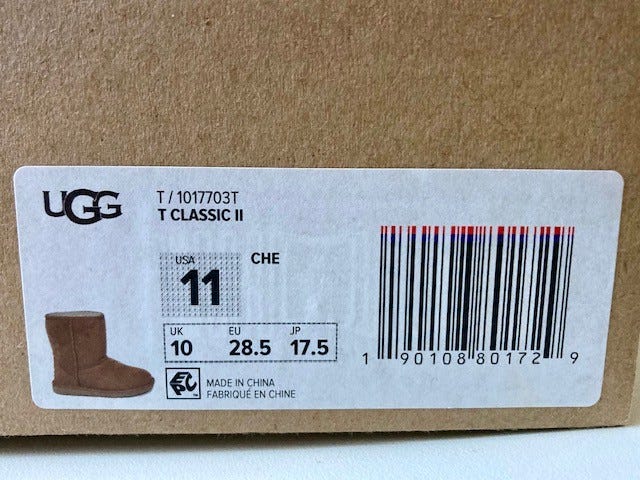 UGG
T / 1017703T
T CLASSIC II
USA
11
CHE
UK EU JP
10 28.5 17.5
MADE IN CHINA
FABRIQUÉ EN CHINE
1 90108 80172 9